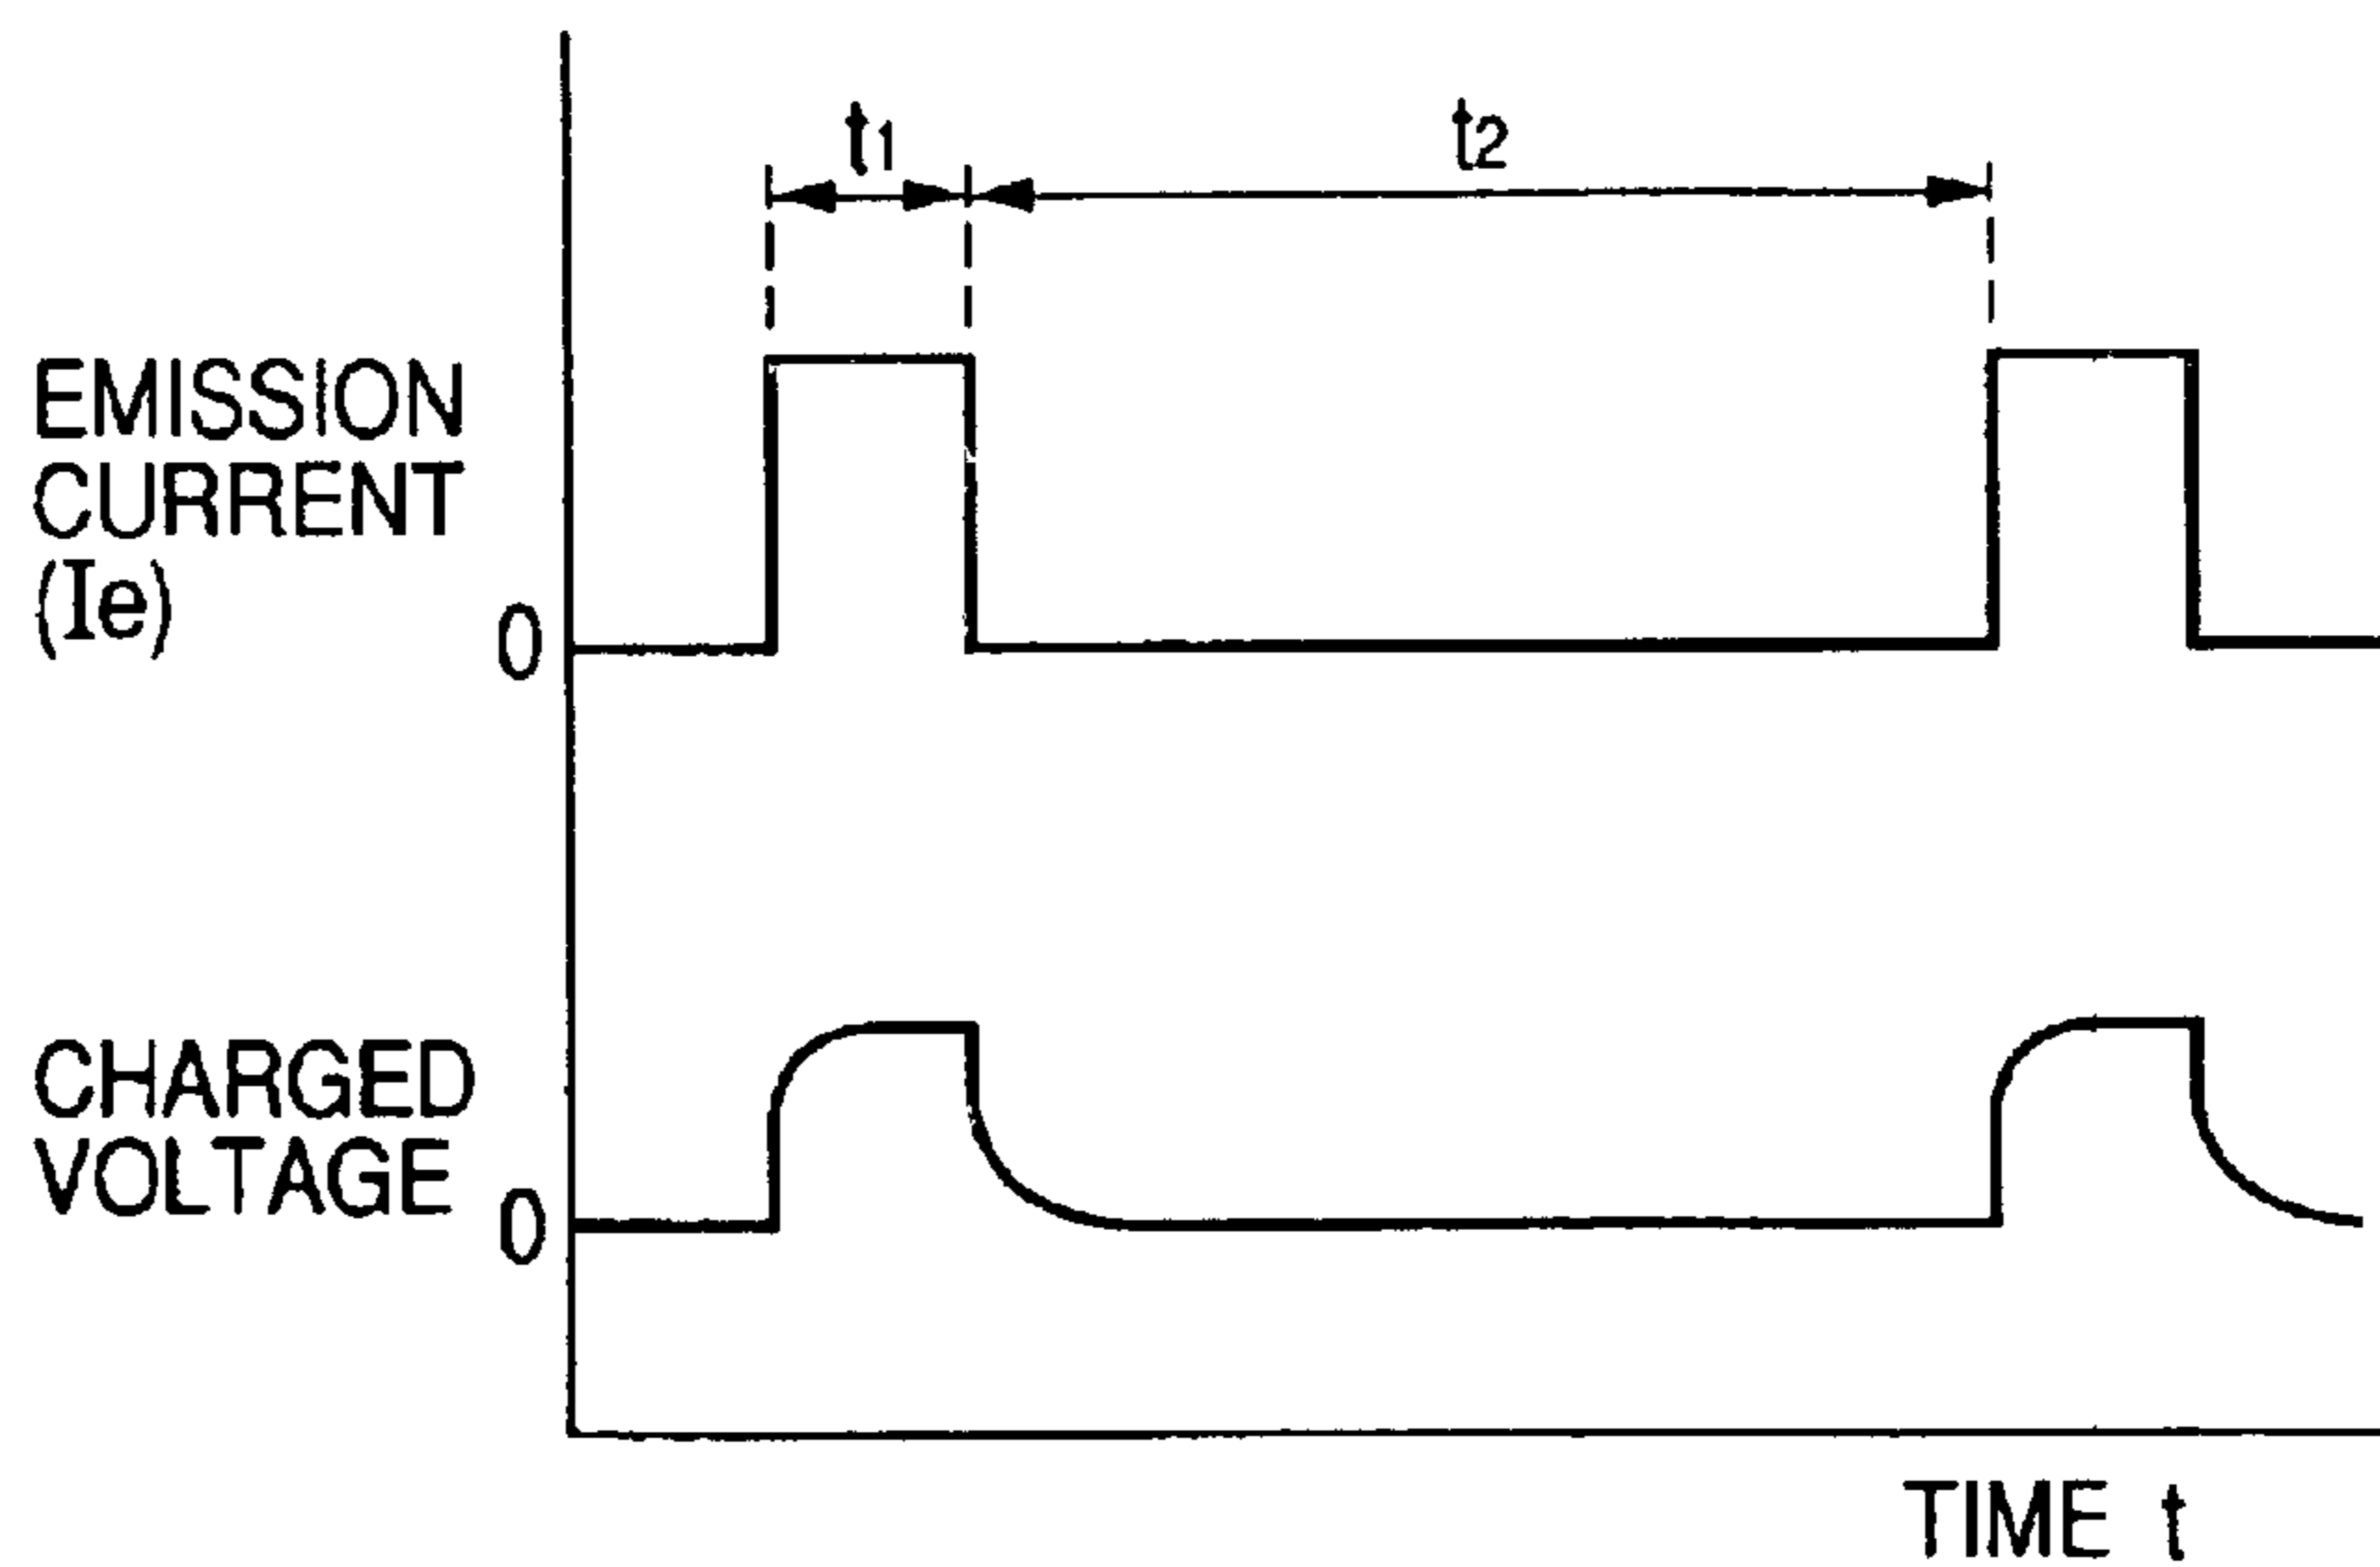 t1
t2
EMISSION
CURRENT
(Ie)
0
CHARGED
VOLTAGE
0
TIME t